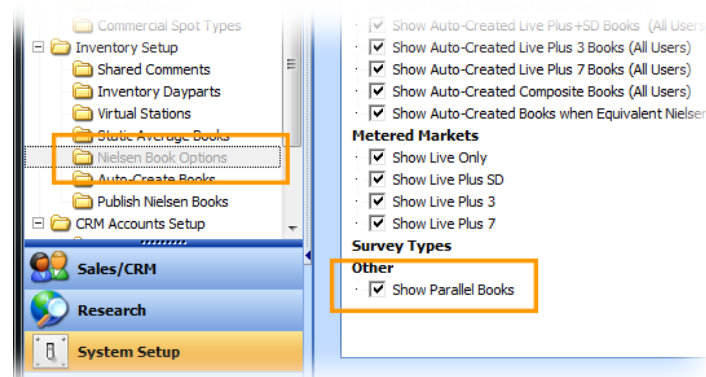 Commercial Spot Types
Inventory Setup
Shared Comments
Inventory Dayparts
Virtual Stations
Static Average Books
Nielsen Book Options
Auto-Create Books
Publish Nielsen Books
CRM Accounts Setup
Sales/CRM
Research
System Setup
Show Auto-Created Live Plus+SD Books (All Users
Show Auto-Created Live Plus 3 Books (All Users)
Show Auto-Created Live Plus 7 Books (All Users)
Show Auto-Created Composite Books (All Users)
Show Auto-Created Books when Equivalent Nielsen
Metered Markets
Show Live Only
Show Live Plus SD
Show Live Plus 3
Show Live Plus 7
Survey Types
Other
Show Parallel Books